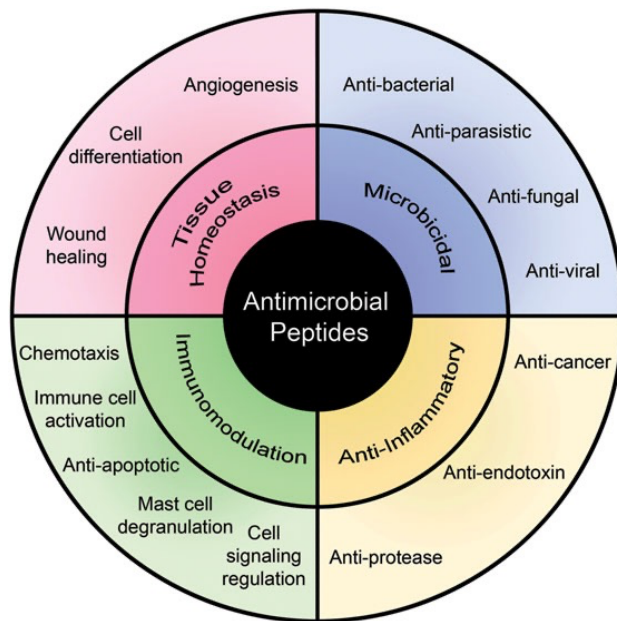 Antimicrobial
Peptides
Tissue
Homeostasis
Angiogenesis
Cell
differentiation
Wound
healing
Microbicidal
Anti-bacterial
Anti-parasistic
Anti-fungal
Anti-viral
Immunomodulation
Chemotaxis
Immune cell
activation
Anti-apoptotic
Mast cell
degranulation
Cell
signaling
regulation
Anti-Inflammatory
Anti-cancer
Anti-endotoxin
Anti-protease